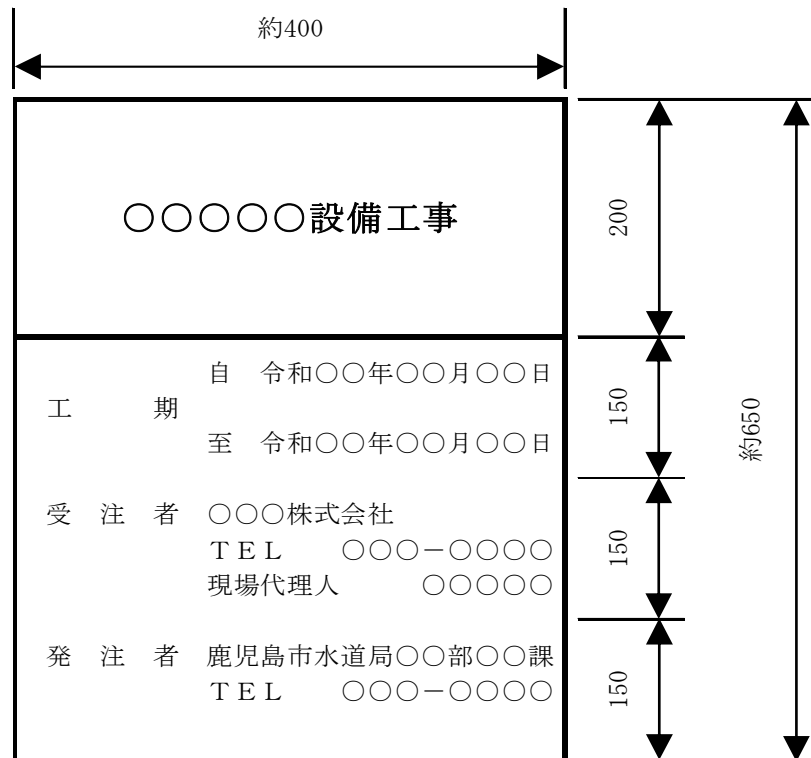 約400
○○○○○設備工事
200
自　令和○○年○○月○○日
工　　　期
至　令和○○年○○月○○日
150
約650
受　注　者　○○○株式会社
ＴＥＬ　　○○○－○○○○
現場代理人　　　○○○○○
150
発　注　者　鹿児島市水道局○○部○○課
ＴＥＬ　　○○○－○○○○
150